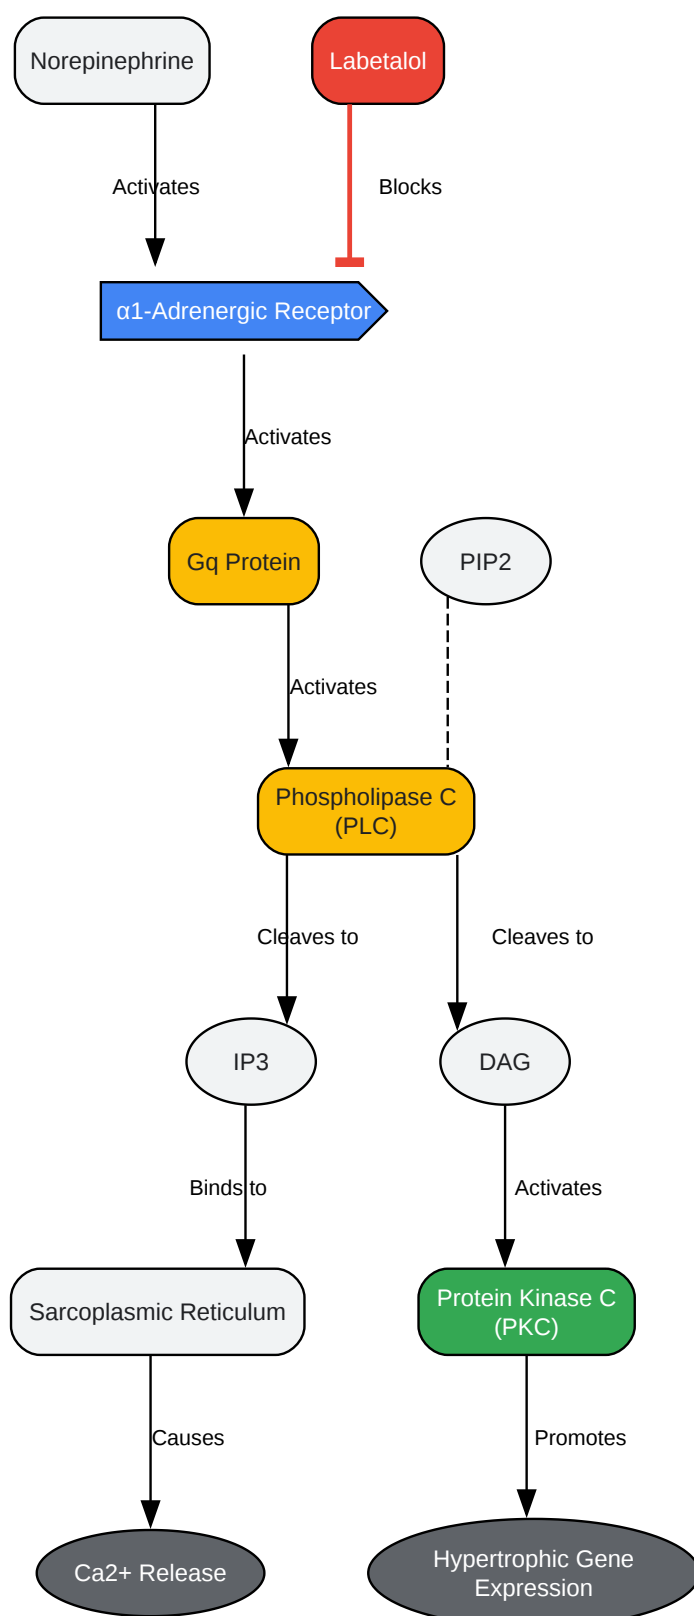 Norepinephrine
Labetalol
Activates
Blocks
α1-Adrenergic Receptor
Activates
Gq Protein
PIP2
Activates
Phospholipase C
(PLC)
Cleaves to
Cleaves to
IP3
DAG
Binds to
Activates
Sarcoplasmic Reticulum
Protein Kinase C
(PKC)
Causes
Promotes
Ca2+ Release
Hypertrophic Gene
Expression